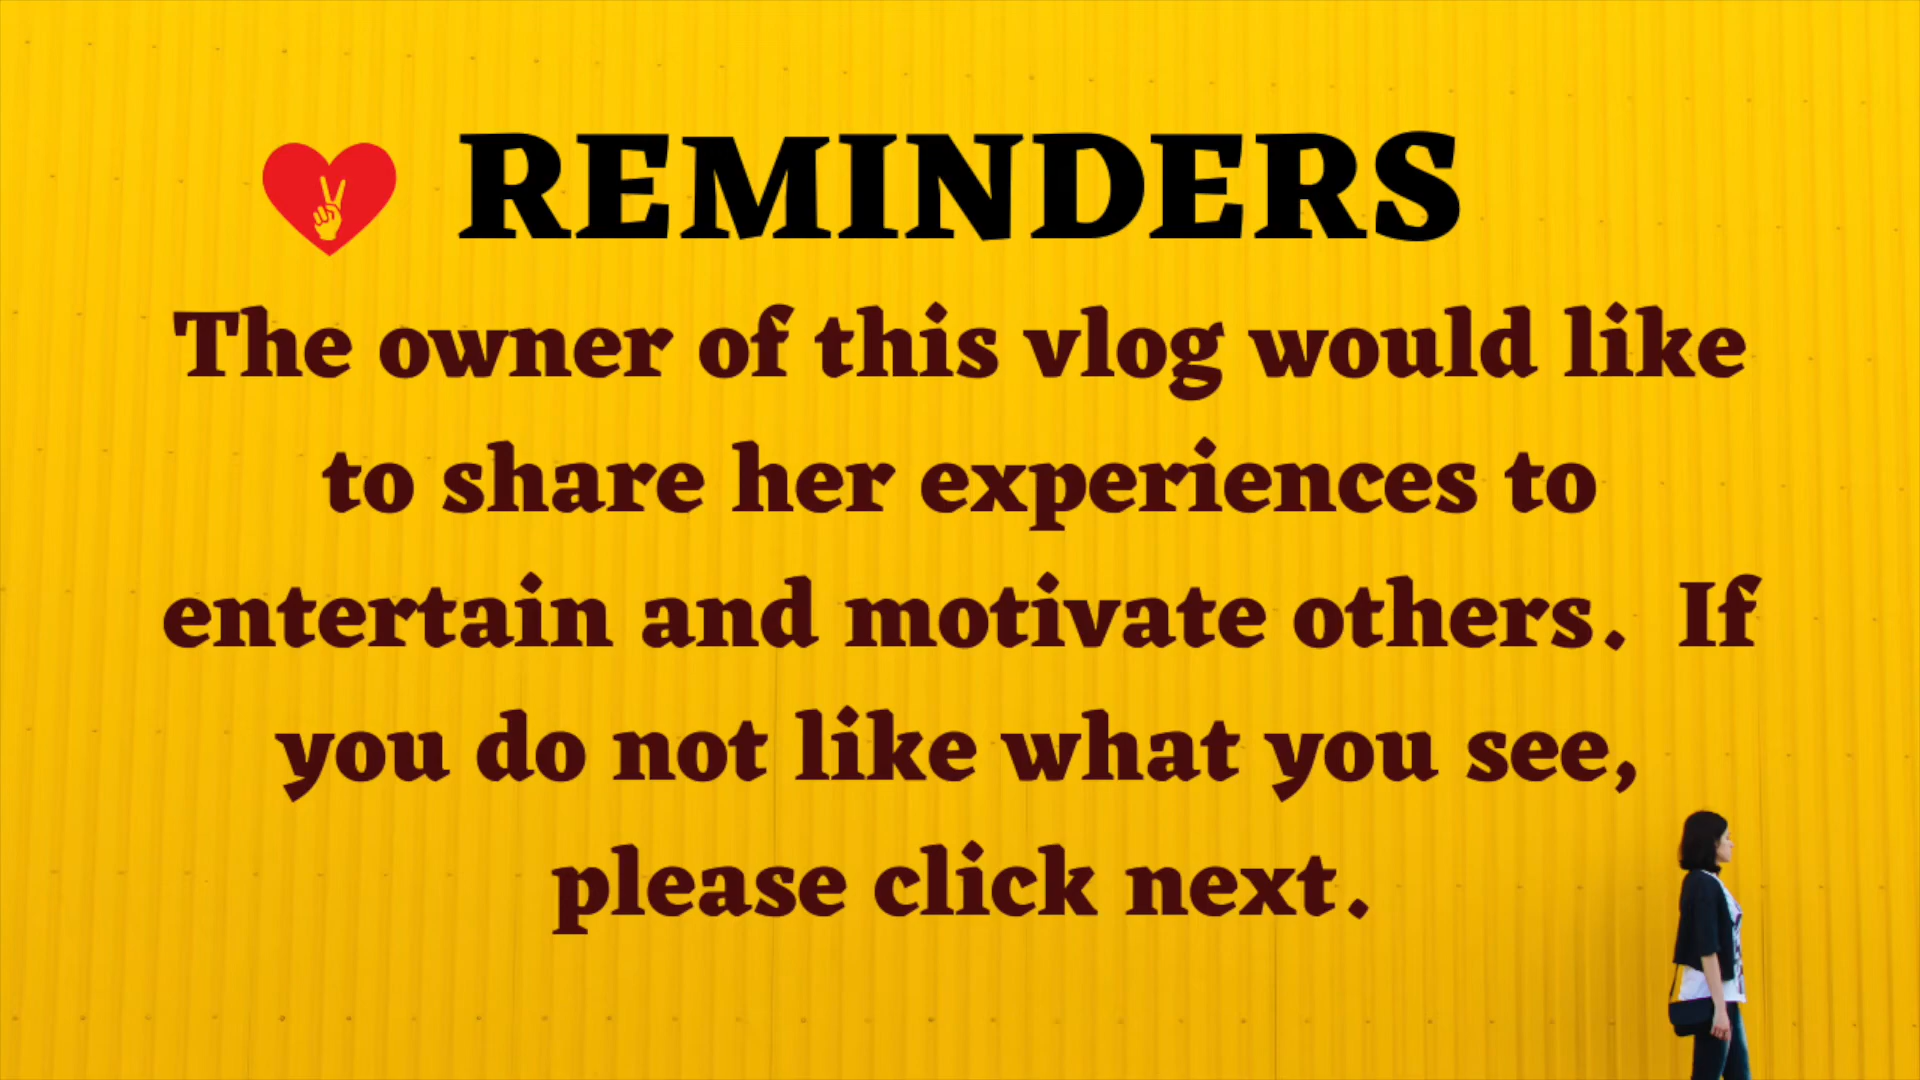 REMINDERS
The owner of this vlog would like
to share her experiences to
entertain and motivate others.  If
you do not like what you see,
please click next.